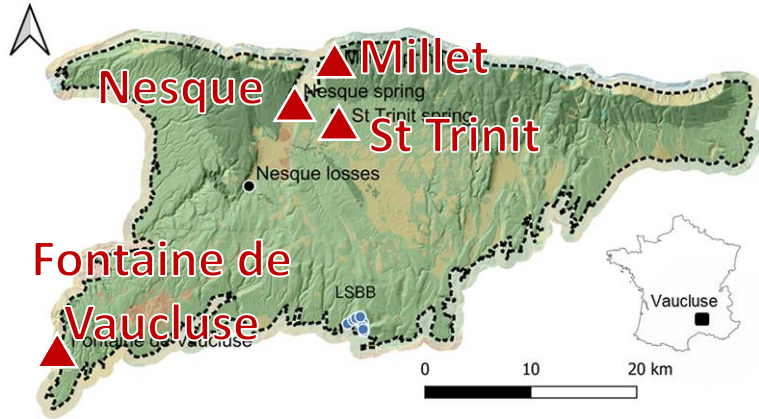 Millet
Nesque
Nesque spring
St Trinit spring
St Trinit
Nesque losses
Fontaine de
Vaucluse
Fontaine de Vaucluse
LSBB
Vaucluse
0 10 20 km